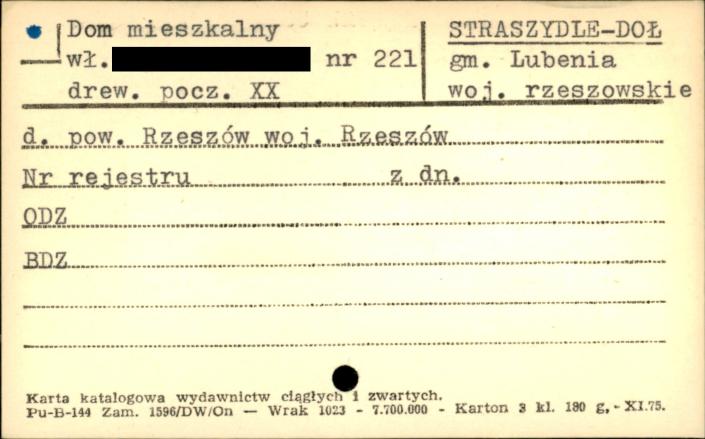 Dom mieszkalny
wł. nr 221
drew. pocz. XX
STRASZYDLE-DOŁ
gm. Lubenia
woj. rzeszowskie
d. pow. Rzeszów woj. Rzeszów
Nr rejestru z dn.
ODZ
BDZ
Karta katalogowa wydawnictw ciągłych i zwartych.
Pu-B-144 Zam. 1596/DW/On — Wrak 1023 - 7.700.000 - Karton 3 kl. 180 g, - XI.75.